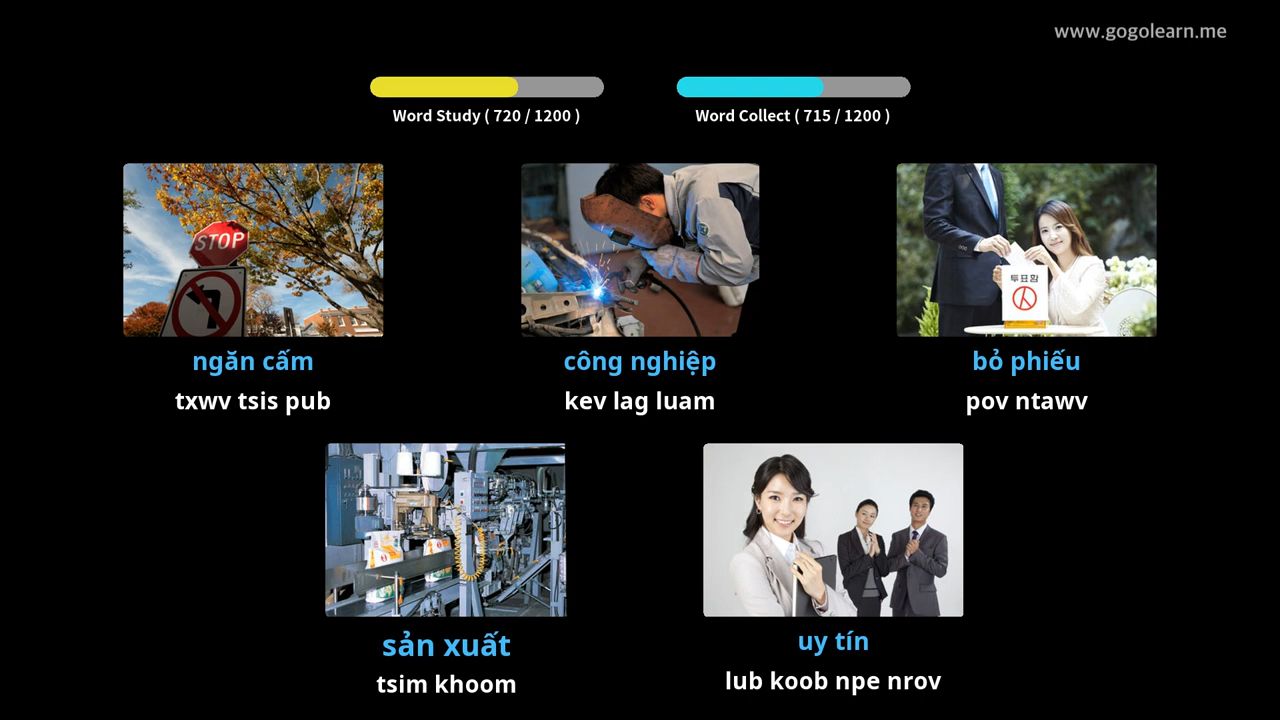 www.gogolearn.me
Word Study ( 720 / 1200 )
Word Collect ( 715 / 1200 )
STOP
투표함
ngăn cấm
công nghiệp
bỏ phiếu
txwv tsis pub
kev lag luam
pov ntawv
sản xuất
uy tín
tsim khoom
lub koob npe nrov